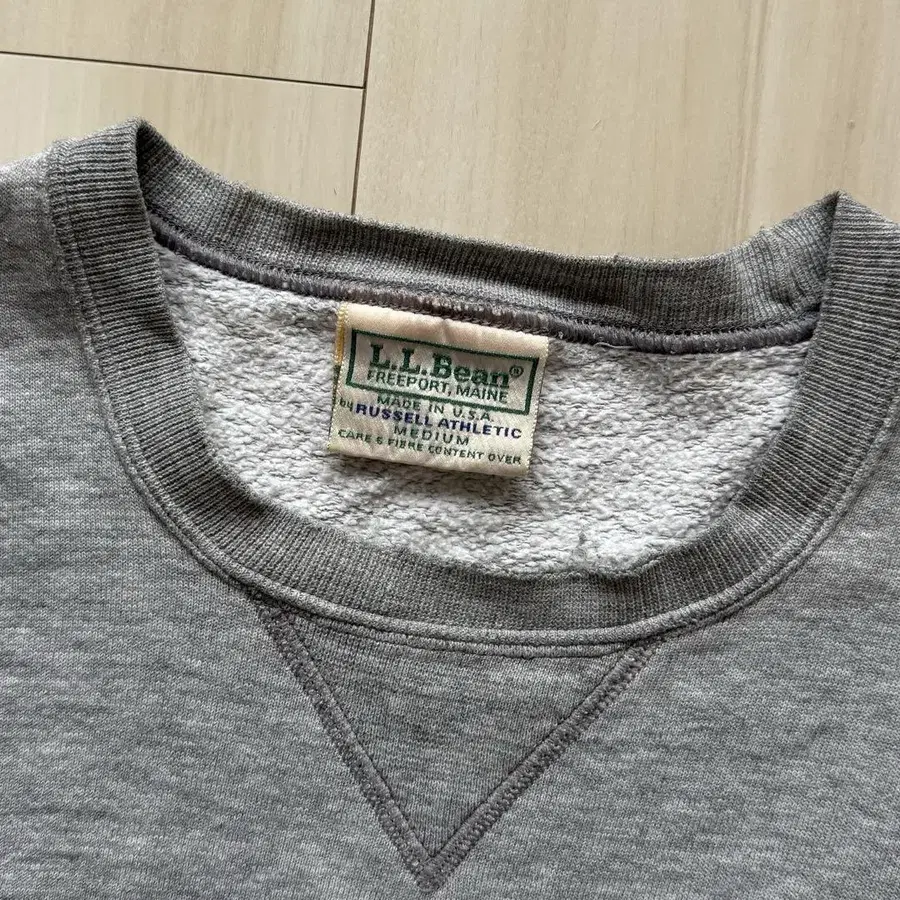 L.L.Bean®
FREEPORT, MAINE
MADE IN U.S.A
by RUSSELL ATHLETIC
MEDIUM
CARE & FIBRE CONTENT OVER